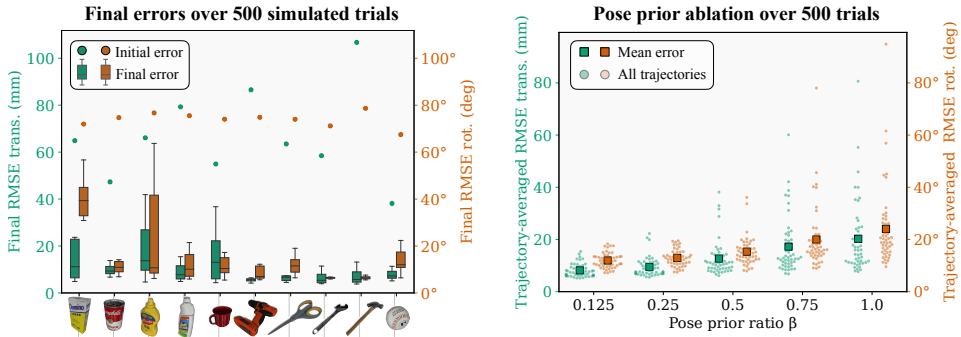 Final errors over 500 simulated trials
Final RMSE trans. (mm)
100
80
60
40
20
0
Initial error
Final error
100°
80°
60°
40°
20°
0°
Final RMSE rot. (deg)
Pose prior ablation over 500 trials
Trajectory-averaged RMSE trans. (mm)
80
60
40
20
0
Mean error
All trajectories
80°
60°
40°
20°
0°
Trajectory-averaged RMSE rot. (deg)
0.125
0.25
0.5
0.75
1.0
Pose prior ratio β